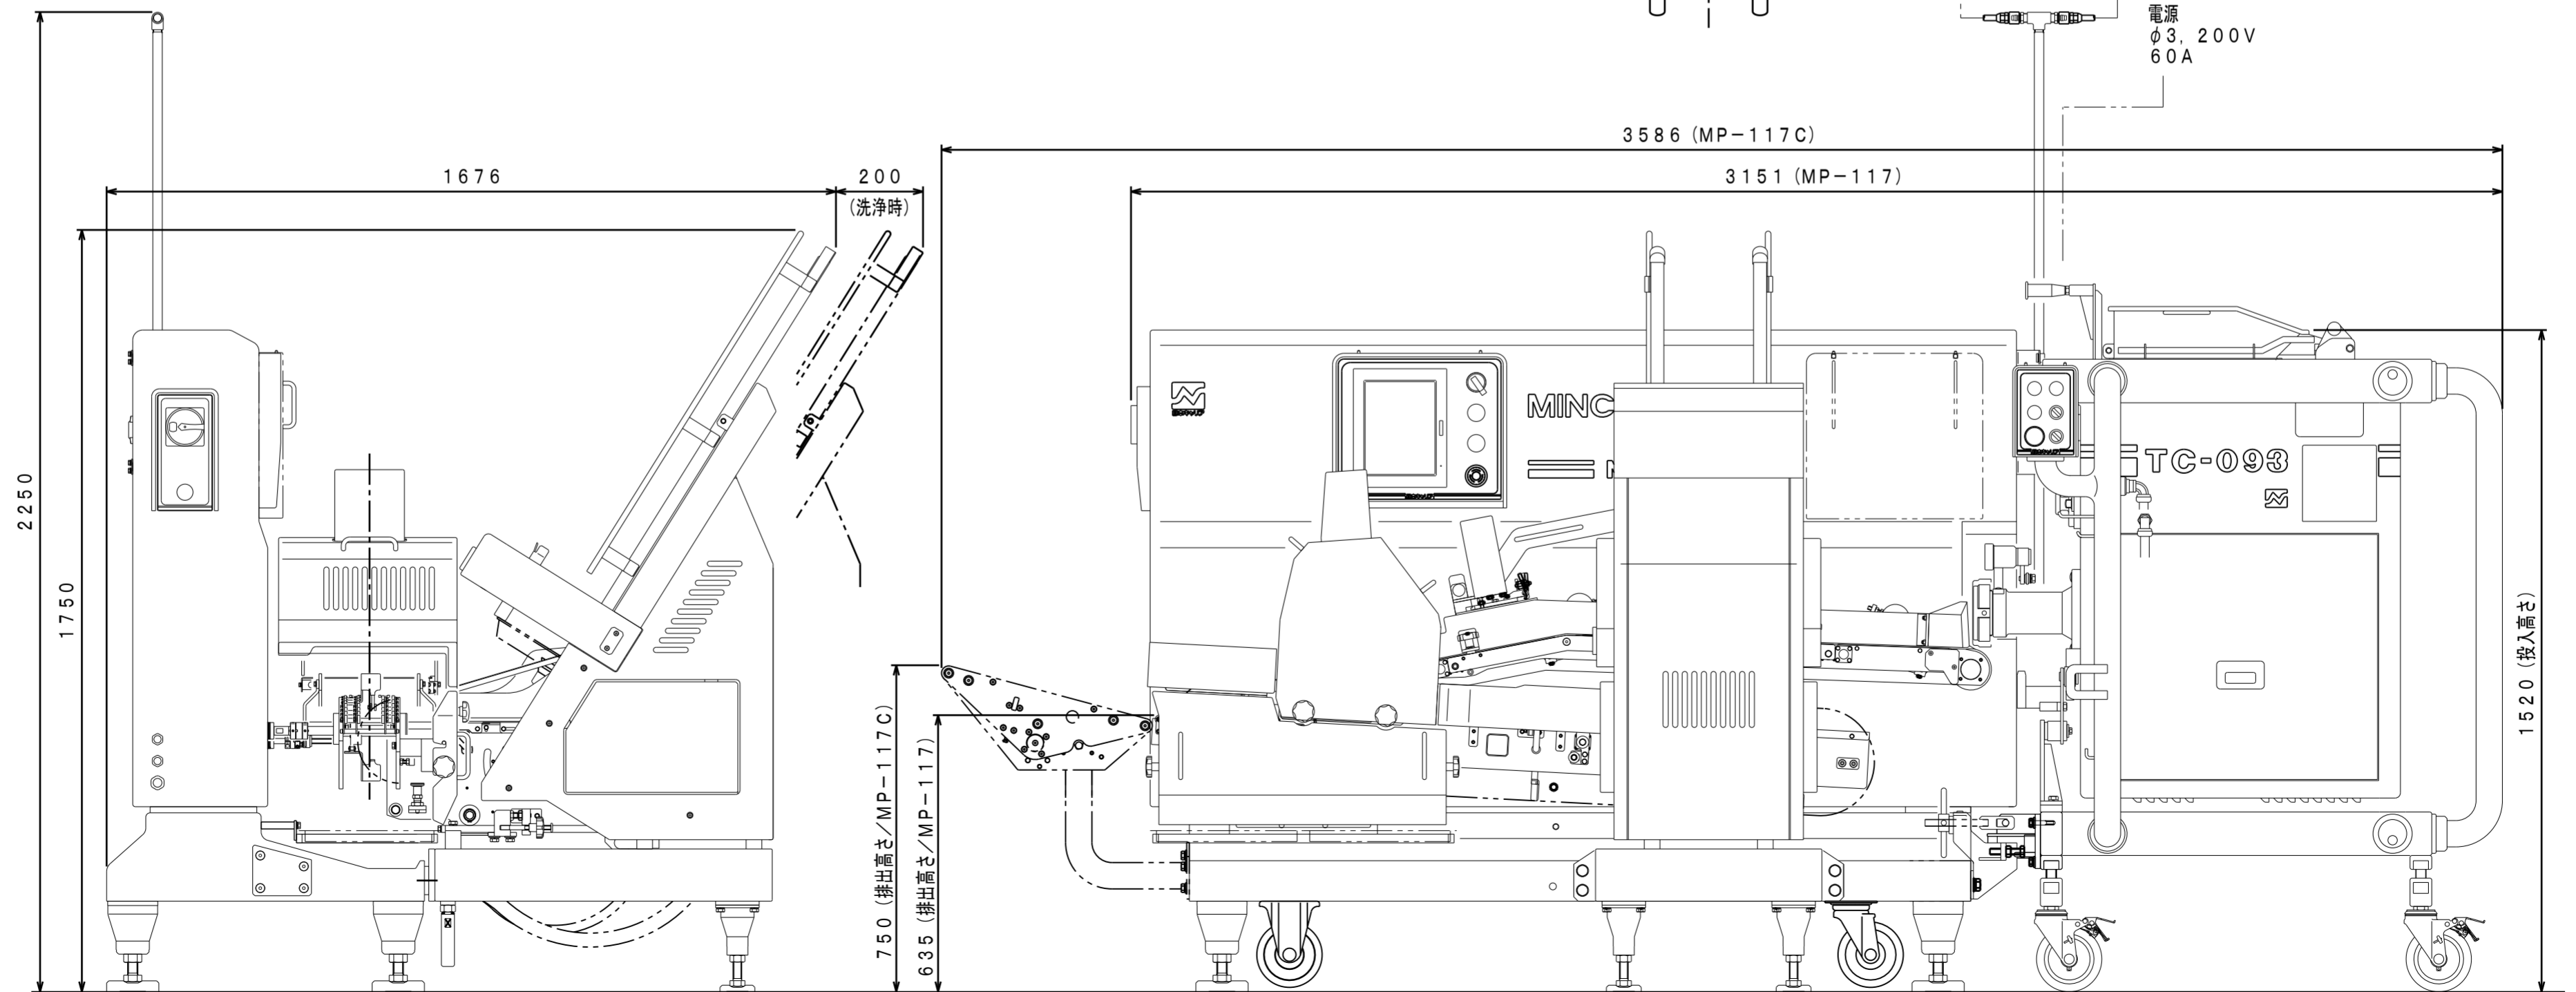 電源
φ3, 200V
60A
3586 (MP-117C)
1676
200
(洗浄時)
3151 (MP-117)
2250
1750
MINC
TC-093
750 (排出高さ/MP-117C)
635 (排出高さ/MP-117)
1520 (投入高さ)